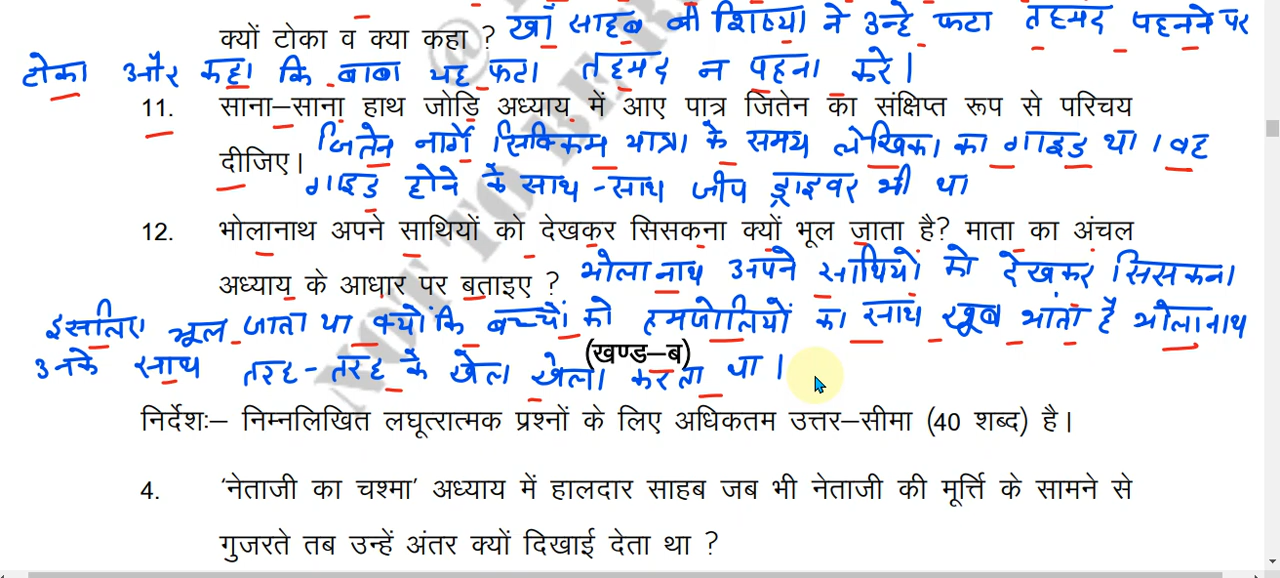 क्यों टोका व क्या कहा ? खाँ साहब की शिष्या ने उन्हे फटा तहमद पहनने पर
टोका और कहा कि बाबा यह फटा तहमद न पहना करे।
11. साना–साना हाथ जोड़ि अध्याय में आए पात्र जितेन का संक्षिप्त रूप से परिचय
दीजिए। जितेन नार्गे सिक्किम यात्रा के समय लेखिका का गाइड था । वह
गाइड होने के साथ-साथ जीप ड्राइवर भी था
12. भोलानाथ अपने साथियों को देखकर सिसकना क्यों भूल जाता है? माता का अंचल
अध्याय के आधार पर बताइए ? भोलानाथ अपने साथियों को देखकर सिसकना
इसलिए भूल जाता था क्योंकि बच्चों को हमजोलियों का साथ खूब भांता है भोलानाथ
(खण्ड–ब)
उनके साथ तरह-तरह के खेल खेला करता था ।
निर्देशः– निम्नलिखित लघूत्रात्मक प्रश्नों के लिए अधिकतम उत्तर–सीमा (40 शब्द) है।
4. 'नेताजी का चश्मा' अध्याय में हालदार साहब जब भी नेताजी की मूर्त्ति के सामने से
गुजरते तब उन्हें अंतर क्यों दिखाई देता था ?